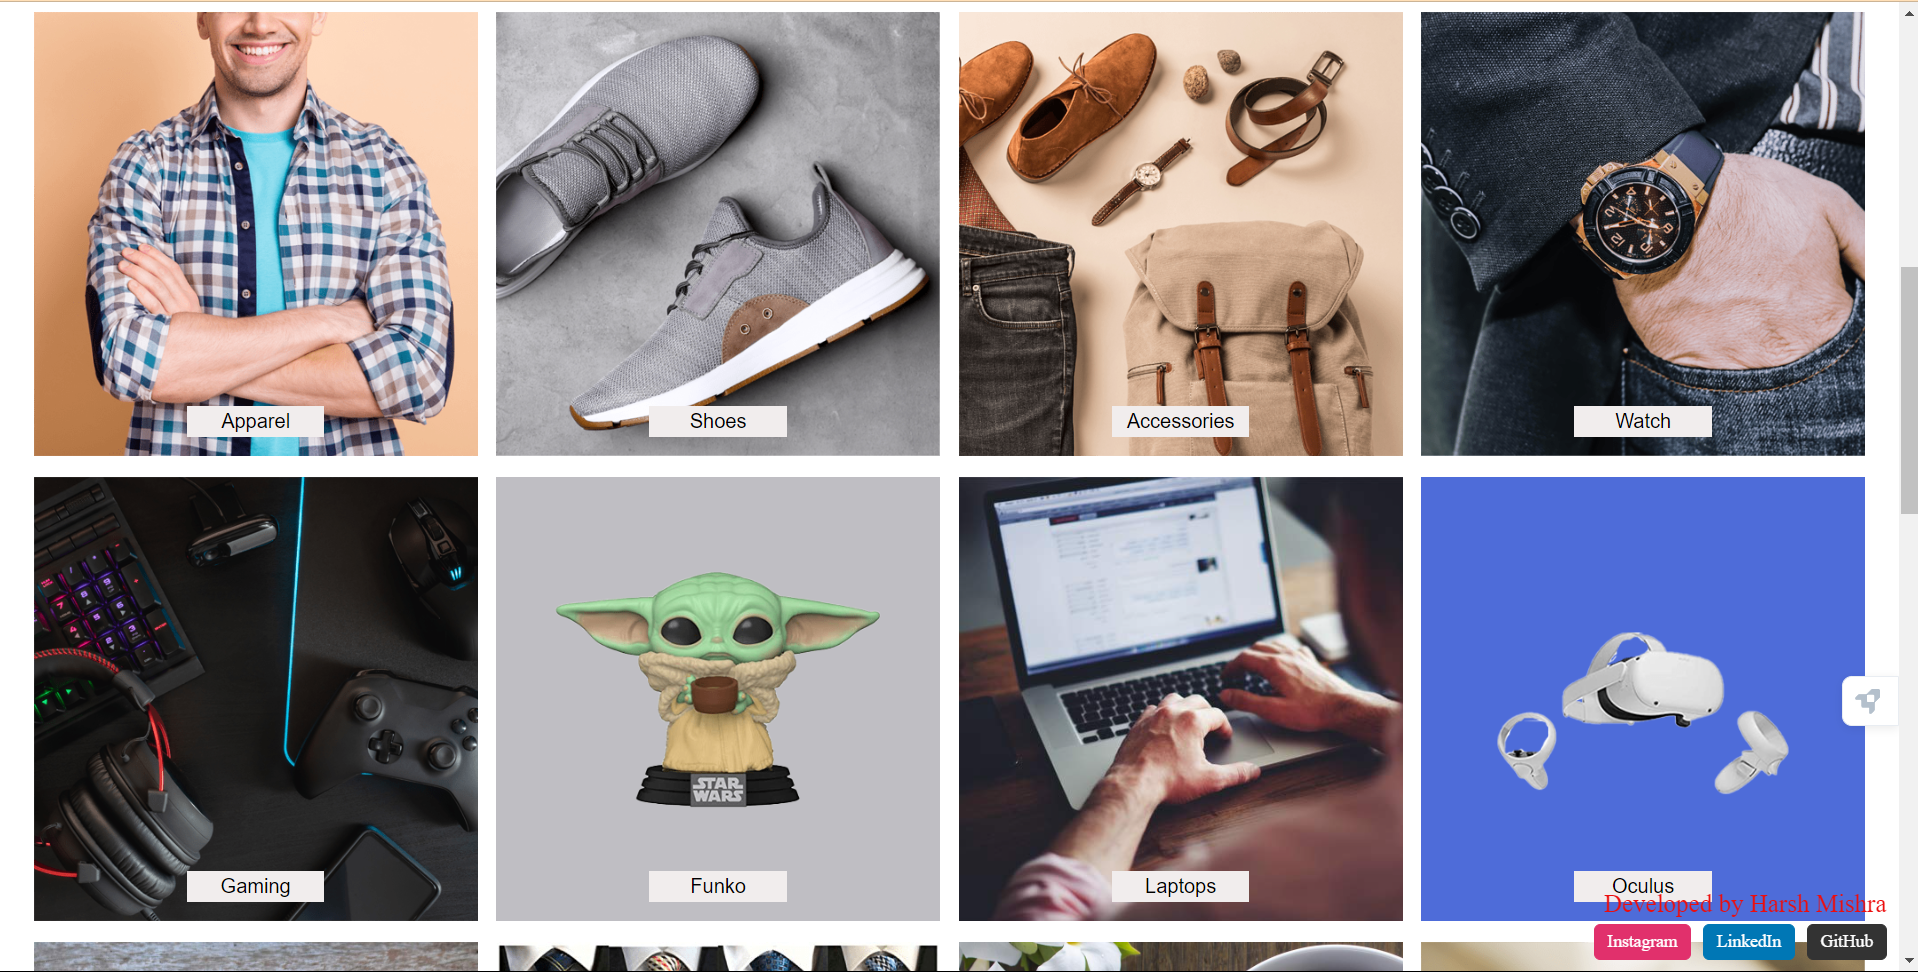 Apparel
Shoes
Accessories
Watch
STAR
WARS
Gaming
Funko
Laptops
Oculus
Developed by Harsh Mishra
Instagram
LinkedIn
GitHub